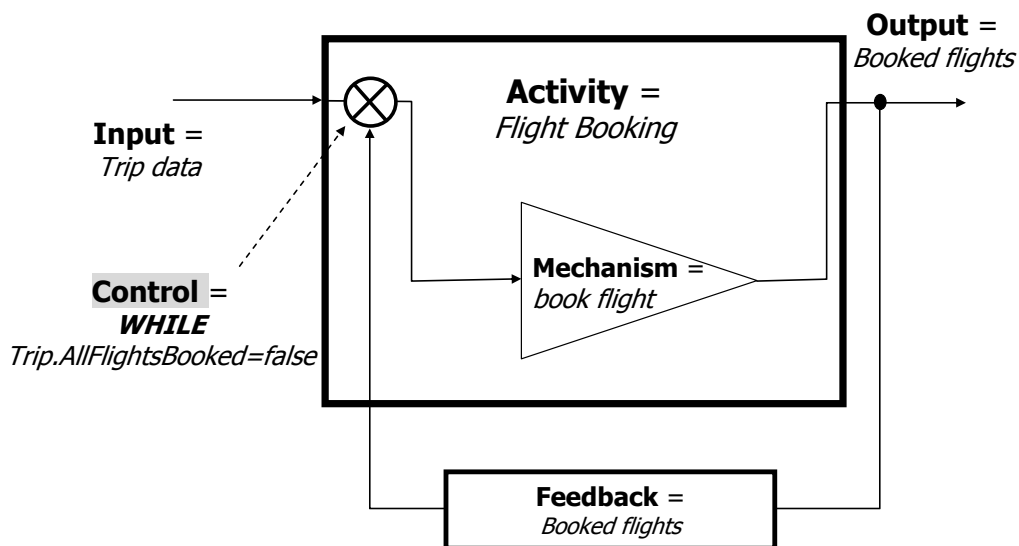 Output =
Booked flights
Activity =
Flight Booking
Input =
Trip data
Mechanism =
book flight
Control =
WHILE
Trip.AllFlightsBooked=false
Feedback =
Booked flights